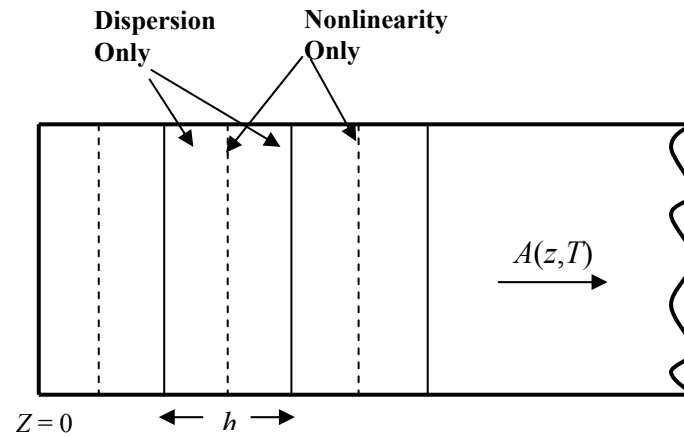 Dispersion
Only
Nonlinearity
Only
A(z,T)
Z = 0
h